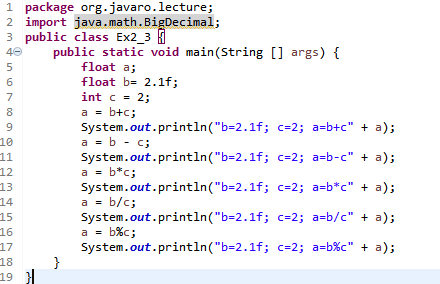 1 package org.javaro.lecture;
2 import java.math.BigDecimal;
3 public class Ex2_3 {
4 public static void main(String [] args) {
5 float a;
6 float b= 2.1f;
7 int c = 2;
8 a = b+c;
9 System.out.println("b=2.1f; c=2; a=b+c" + a);
10 a = b - c;
11 System.out.println("b=2.1f; c=2; a=b-c" + a);
12 a = b*c;
13 System.out.println("b=2.1f; c=2; a=b*c" + a);
14 a = b/c;
15 System.out.println("b=2.1f; c=2; a=b/c" + a);
16 a = b%c;
17 System.out.println("b=2.1f; c=2; a=b%c" + a);
18 }
19 }